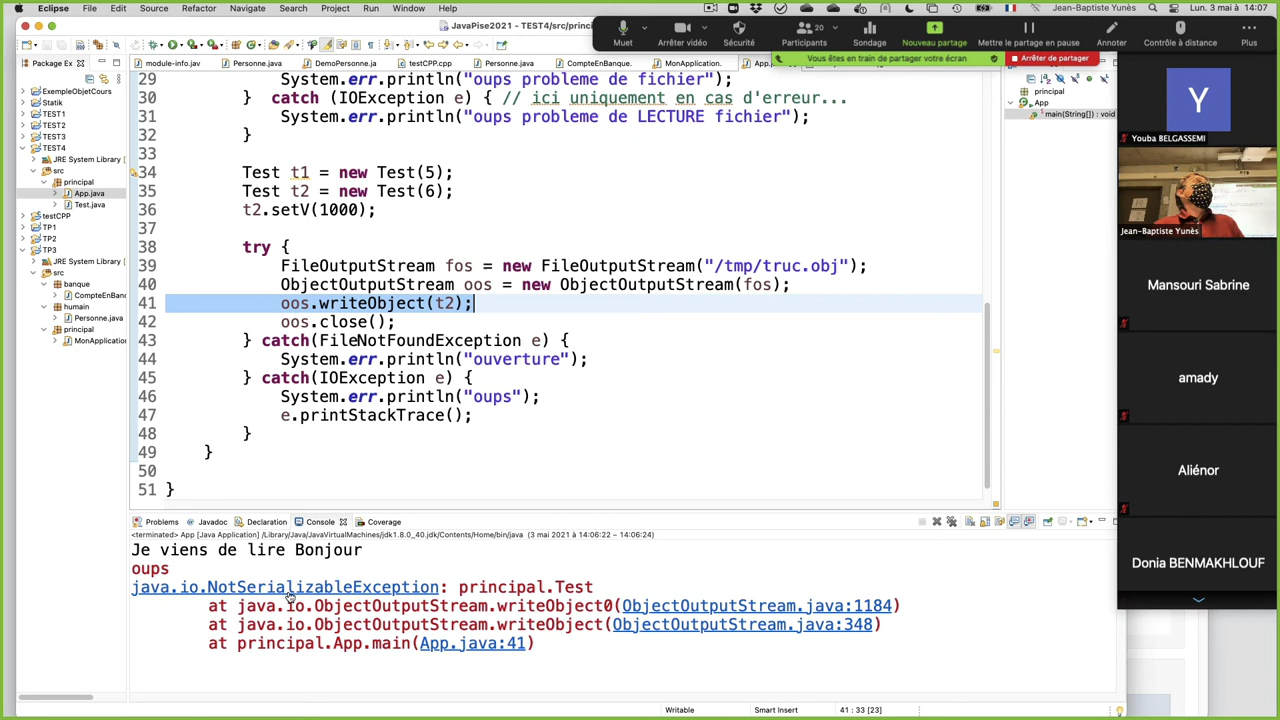 Eclipse File Edit Source Refactor Navigate Search Project Run Window Help
Jean-Baptiste Yunès Lun. 3 mai à 14:07
JavaPise2021 - TEST4/src/princi
Muet Arrêter vidéo Sécurité Participants 20 Sondage Nouveau partage Mettre le partage en pause Annoter Contrôle à distance Plus
Vous êtes en train de partager votre écran Arrêter de partager
Package Ex
module-info.jav Personne.java DemoPersonne.ja testCPP.cpp Personne.java CompteEnBanque. MonApplication. App.java
ExempleObjetCours
Statik
TEST1
TEST2
TEST3
TEST4
JRE System Library [
src
principal
App.java
Test.java
testCPP
TP1
TP2
TP3
JRE System Library [
src
banque
CompteEnBanc
humain
Personne.java
principal
MonApplication
29 System.err.println("oups probleme de fichier");
30 } catch (IOException e) { // ici uniquement en cas d'erreur...
31 System.err.println("oups probleme de LECTURE fichier");
32 }
33
34 Test t1 = new Test(5);
35 Test t2 = new Test(6);
36 t2.setV(1000);
37
38 try {
39 FileOutputStream fos = new FileOutputStream("/tmp/truc.obj");
40 ObjectOutputStream oos = new ObjectOutputStream(fos);
41 oos.writeObject(t2);
42 oos.close();
43 } catch(FileNotFoundException e) {
44 System.err.println("ouverture");
45 } catch(IOException e) {
46 System.err.println("oups");
47 e.printStackTrace();
48 }
49 }
50
51 }
principal
App
main(String[]) : void
Youba BELGASSEMI
Y
Youba BELGASSEMI
Jean-Baptiste Yunès
Mansouri Sabrine
amady
Aliénor
Donia BENMAKHLOUF
Problems Javadoc Declaration Console Coverage
<terminated> App [Java Application] /Library/Java/JavaVirtualMachines/jdk1.8.0_40.jdk/Contents/Home/bin/java (3 mai 2021 à 14:06:22 – 14:06:24)
Je viens de lire Bonjour
oups
java.io.NotSerializableException: principal.Test
at java.io.ObjectOutputStream.writeObject0(ObjectOutputStream.java:1184)
at java.io.ObjectOutputStream.writeObject(ObjectOutputStream.java:348)
at principal.App.main(App.java:41)
Writable Smart Insert 41 : 33 [23]